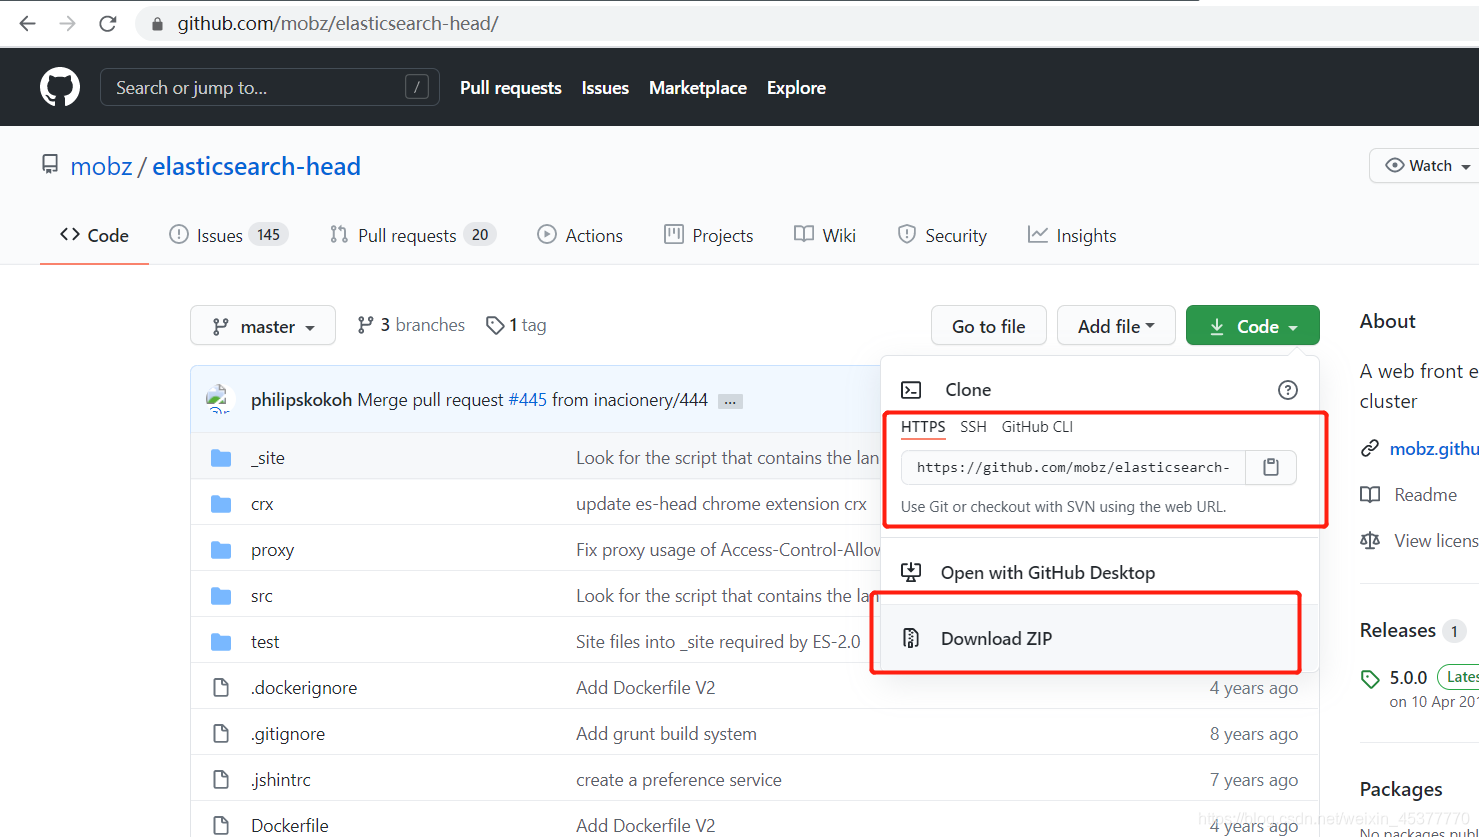 github.com/mobz/elasticsearch-head/
Search or jump to... /
Pull requests Issues Marketplace Explore
mobz / elasticsearch-head
Watch
Code Issues 145 Pull requests 20 Actions Projects Wiki Security Insights
master 3 branches 1 tag Go to file Add file Code
About
Clone
philipskokoh Merge pull request #445 from inacionery/444 ...
A web front e
cluster
HTTPS SSH GitHub CLI
https://github.com/mobz/elasticsearch-
Use Git or checkout with SVN using the web URL.
mobz.githu
Readme
View licens
_site Look for the script that contains the lan
crx update es-head chrome extension crx
proxy Fix proxy usage of Access-Control-Allow
Open with GitHub Desktop
src Look for the script that contains the lan
test Site files into _site required by ES-2.0
Download ZIP
Releases 1
5.0.0 Lates
on 10 Apr 201
.dockerignore Add Dockerfile V2 4 years ago
.gitignore Add grunt build system 8 years ago
.jshintrc create a preference service 7 years ago
Packages
Dockerfile Add Dockerfile V2 4 years ago
No packages publ
https://blog.csdn.net/weixin_45377770